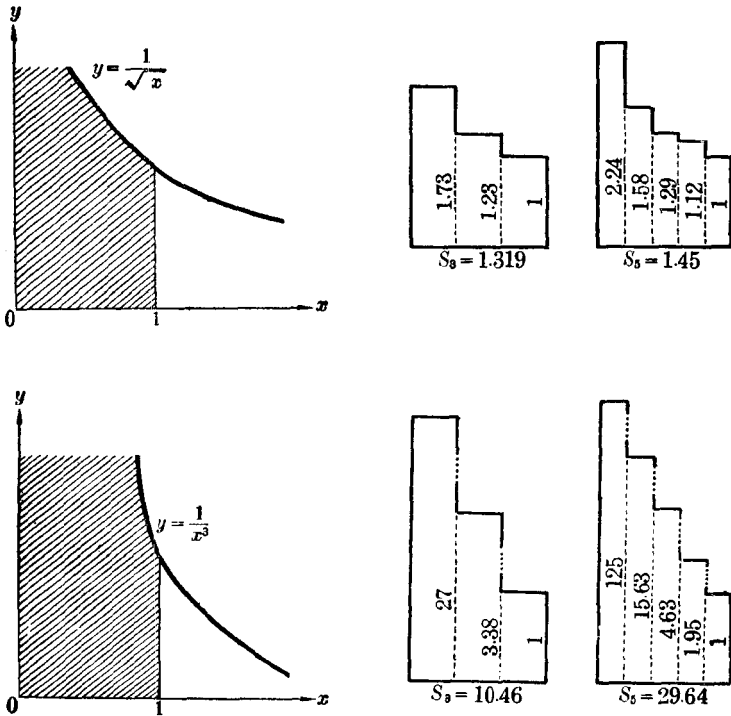 y
y = 1/√x
0
1
x
1.73
1.23
1
S₃ = 1.319
2.24
1.58
1.29
1.12
1
S₅ = 1.45
y
y = 1/x³
0
1
x
27
3.38
1
S₃ = 10.46
125
15.63
4.63
1.95
1
S₅ = 29.64